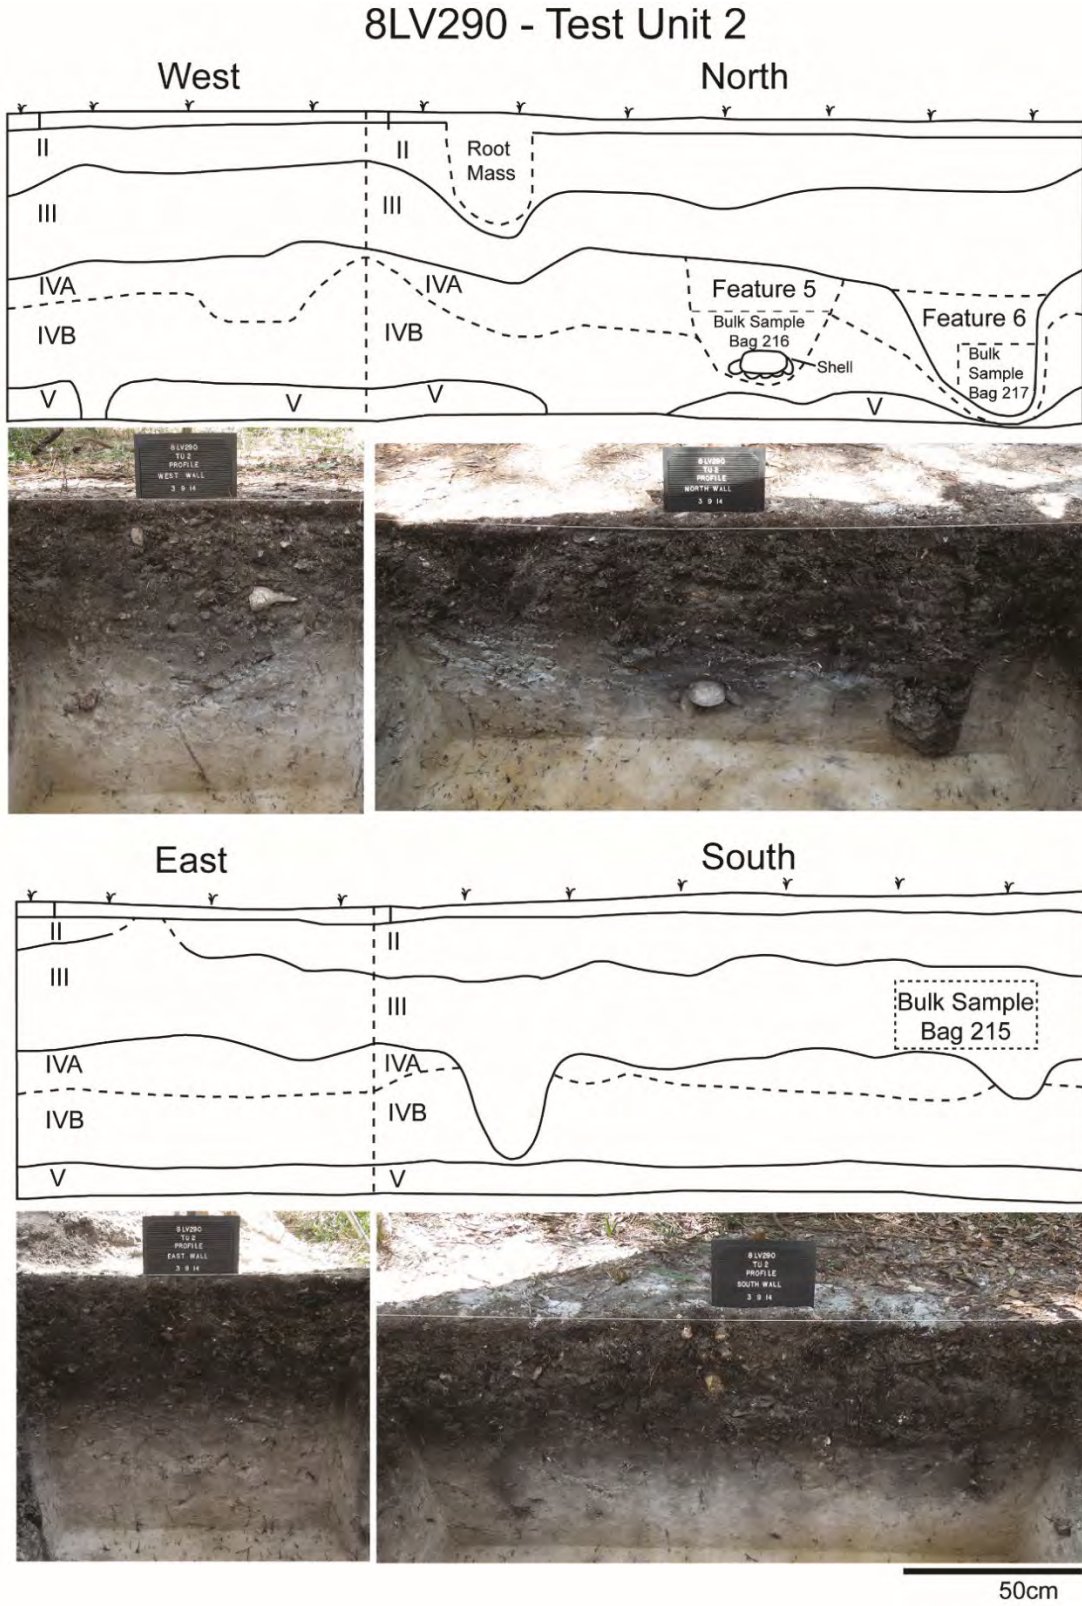 8LV290 - Test Unit 2
West
North
I
II
III
IVA
IVB
V
V
I
II
III
IVA
IVB
V
Root
Mass
Feature 5
Bulk Sample
Bag 216
Shell
Feature 6
Bulk
Sample
Bag 217
V
8LV290
TU 2
PROFILE
WEST WALL
3 9 14
8LV290
TU 2
PROFILE
NORTH WALL
3 9 14
East
South
I
II
III
IVA
IVB
V
I
II
III
IVA
IVB
V
Bulk Sample
Bag 215
8LV290
TU 2
PROFILE
EAST WALL
3 9 14
8LV290
TU 2
PROFILE
SOUTH WALL
3 9 14
50cm